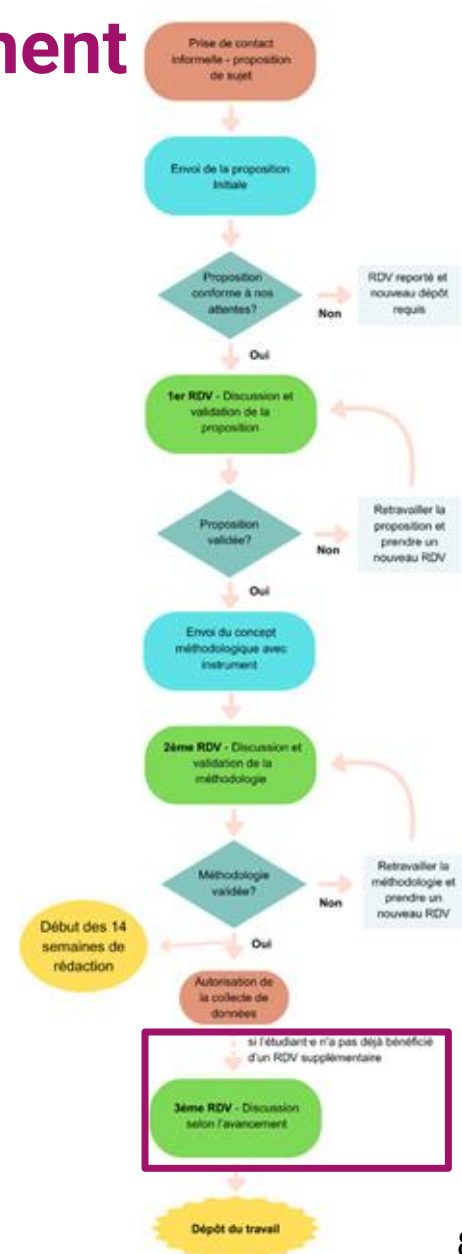 nent
Prise de contact
informelle - proposition
de sujet
Envoi de la proposition
Initiale
Proposition
conforme à nos
attentes?
Non
RDV reporté et
nouveau dépôt
requis
Oui
1er RDV - Discussion et
validation de la
proposition
Proposition
validée?
Non
Retravailler la
proposition et
prendre un
nouveau RDV
Oui
Envoi du concept
méthodologique avec
instrument
2ème RDV - Discussion et
validation de la
méthodologie
Méthodologie
validée?
Non
Retravailler la
méthodologie et
prendre un
nouveau RDV
Oui
Début des 14
semaines de
rédaction
Autorisation de
la collecte de
données
si l'étudiant·e n'a pas déjà bénéficié
d'un RDV supplémentaire
3ème RDV - Discussion
selon l'avancement
Dépôt du travail